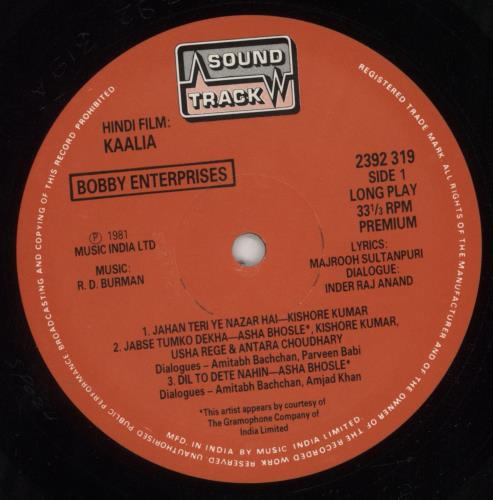 SOUND
TRACK
HINDI FILM:
KAALIA
BOBBY ENTERPRISES
2392 319
SIDE 1
LONG PLAY
33 1/3 RPM
PREMIUM
Ⓟ 1981
MUSIC INDIA LTD
MUSIC:
R. D. BURMAN
LYRICS:
MAJROOH SULTANPURI
DIALOGUE:
INDER RAJ ANAND
1. JAHAN TERI YE NAZAR HAI—KISHORE KUMAR
2. JABSE TUMKO DEKHA—ASHA BHOSLE*, KISHORE KUMAR,
USHA REGE & ANTARA CHOUDHARY
Dialogues – Amitabh Bachchan, Parveen Babi
3. DIL TO DETE NAHIN—ASHA BHOSLE*
Dialogues – Amitabh Bachchan, Amjad Khan
*This artist appears by courtesy of
The Gramophone Company of
India Limited
MFD. IN INDIA BY MUSIC INDIA LIMITED.
REGISTERED TRADE MARK. ALL RIGHTS OF THE MANUFACTURER AND OF THE OWNER OF THE RECORDED WORK RESERVED. UNAUTHORISED PUBLIC PERFORMANCE BROADCASTING AND COPYING OF THIS RECORD PROHIBITED